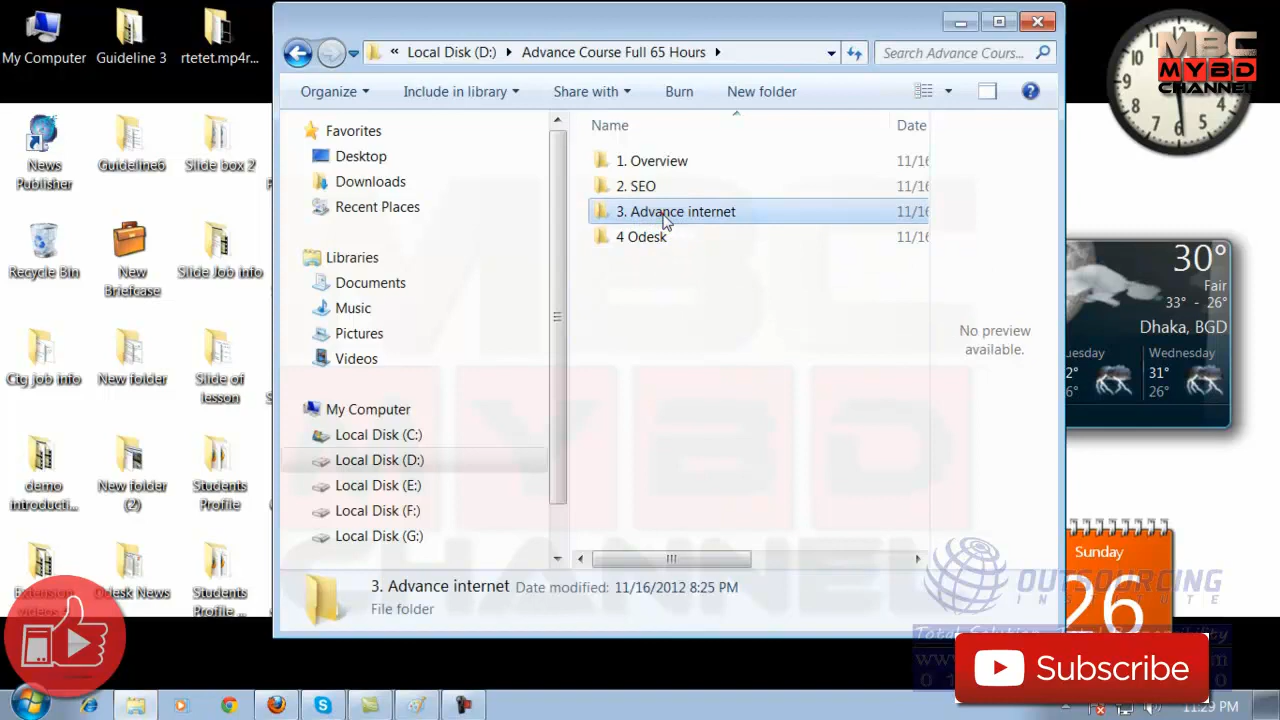 My Computer
Guideline 3
rtetet.mp4r...
News
Publisher
Guideline6
Slide box 2
Recycle Bin
New
Briefcase
Slide Job info
Ctg job info
New folder
Slide of
lesson
demo
introducti...
New folder
(2)
Students
Profile
Extension
Odesk News
Students
Profile ...
« Local Disk (D:) Advance Course Full 65 Hours
Search Advance Cours...
Organize
Include in library
Share with
Burn
New folder
Favorites
Desktop
Downloads
Recent Places
Libraries
Documents
Music
Pictures
Videos
My Computer
Local Disk (C:)
Local Disk (D:)
Local Disk (E:)
Local Disk (F:)
Local Disk (G:)
Name
Date
1. Overview
11/16
2. SEO
11/16
3. Advance internet
11/16
4 Odesk
11/16
No preview
available.
3. Advance internet
Date modified: 11/16/2012 8:25 PM
File folder
MBC
MYBD
CHANNEL
30°
Fair
33° - 26°
Dhaka, BGD
uesday
Wednesday
2°
6°
31°
26°
Sunday
26
OUTSOURCING
INSTITUTE
Subscribe
11:29 PM